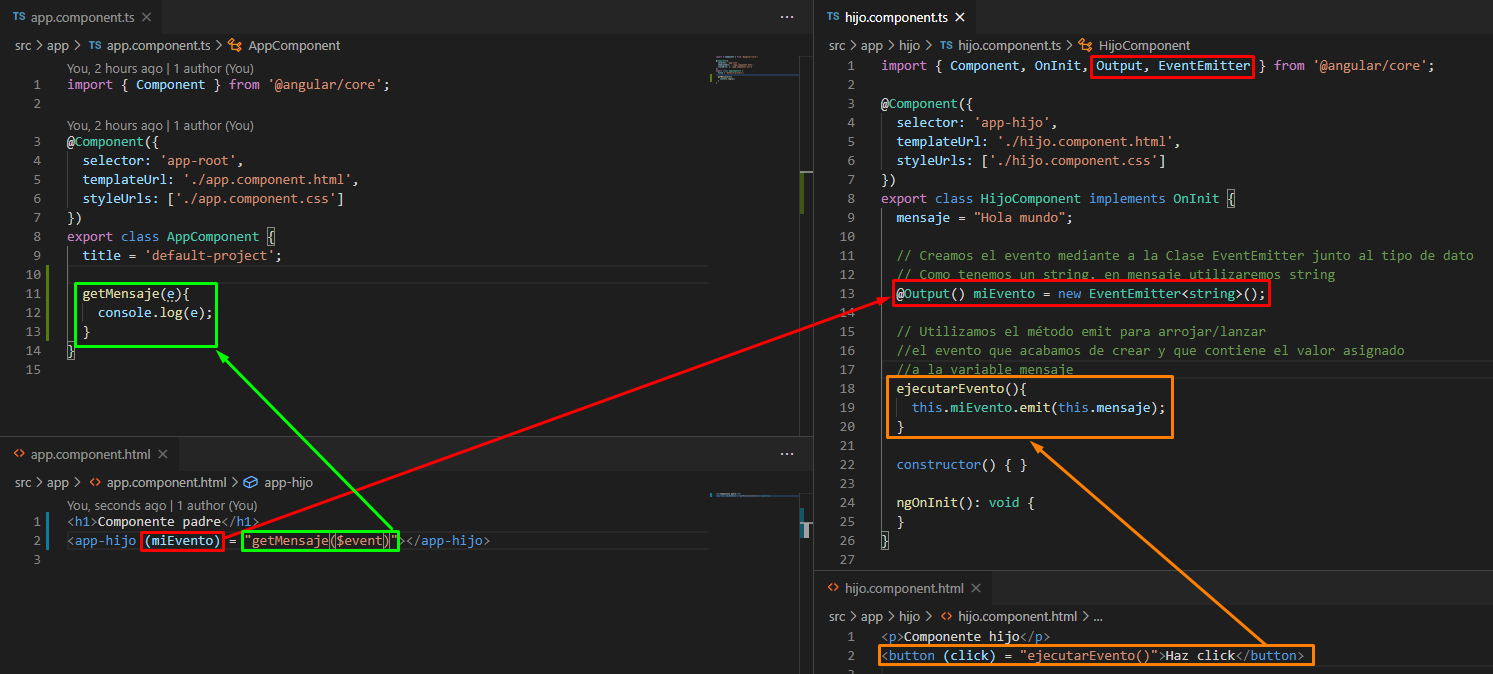 TS app.component.ts ×
src > app > TS app.component.ts > AppComponent
You, 2 hours ago | 1 author (You)
1 import { Component } from '@angular/core';
2
You, 2 hours ago | 1 author (You)
3 @Component({
4 selector: 'app-root',
5 templateUrl: './app.component.html',
6 styleUrls: ['./app.component.css']
7 })
8 export class AppComponent {
9 title = 'default-project';
10
11 getMensaje(e){
12 console.log(e);
13 }
14 }
15
<> app.component.html ×
src > app > <> app.component.html > app-hijo
You, seconds ago | 1 author (You)
1 <h1>Componente padre</h1>
2 <app-hijo (miEvento) = "getMensaje($event)"></app-hijo>
3
TS hijo.component.ts ×
src > app > hijo > TS hijo.component.ts > HijoComponent
1 import { Component, OnInit, Output, EventEmitter } from '@angular/core';
2
3 @Component({
4 selector: 'app-hijo',
5 templateUrl: './hijo.component.html',
6 styleUrls: ['./hijo.component.css']
7 })
8 export class HijoComponent implements OnInit {
9 mensaje = "Hola mundo";
10
11 // Creamos el evento mediante a la Clase EventEmitter junto al tipo de dato
12 // Como tenemos un string, en mensaje utilizaremos string
13 @Output() miEvento = new EventEmitter<string>();
14
15 // Utilizamos el método emit para arrojar/lanzar
16 //el evento que acabamos de crear y que contiene el valor asignado
17 //a la variable mensaje
18 ejecutarEvento(){
19 this.miEvento.emit(this.mensaje);
20 }
21
22 constructor() { }
23
24 ngOnInit(): void {
25 }
26 }
27
<> hijo.component.html ×
src > app > hijo > <> hijo.component.html > ...
1 <p>Componente hijo</p>
2 <button (click) = "ejecutarEvento()">Haz click</button>